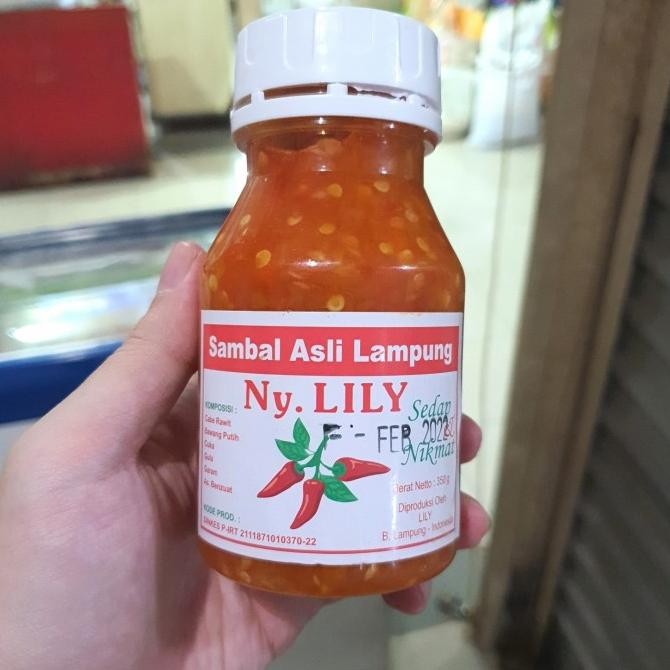 Sambal Asli Lampung
Ny. LILY
Sedap
&
Nikmat
FEB 2022
KOMPOSISI :
Cabe Rawit
Bawang Putih
Cuka
Gula
Garam
As. Benzoat
KODE PROD. :
DINKES P-IRT 2111871010370-22
Berat Netto : 350 g
Diproduksi Oleh
LILY
B. Lampung - Indonesia